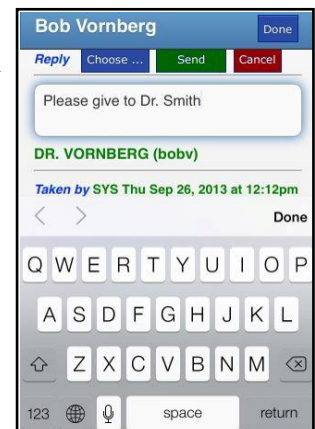 Bob Vornberg Done
Reply Choose ... Send Cancel
Please give to Dr. Smith
DR. VORNBERG (bobv)
Taken by SYS Thu Sep 26, 2013 at 12:12pm
Done
Q W E R T Y U I O P
A S D F G H J K L
Z X C V B N M
123 space return